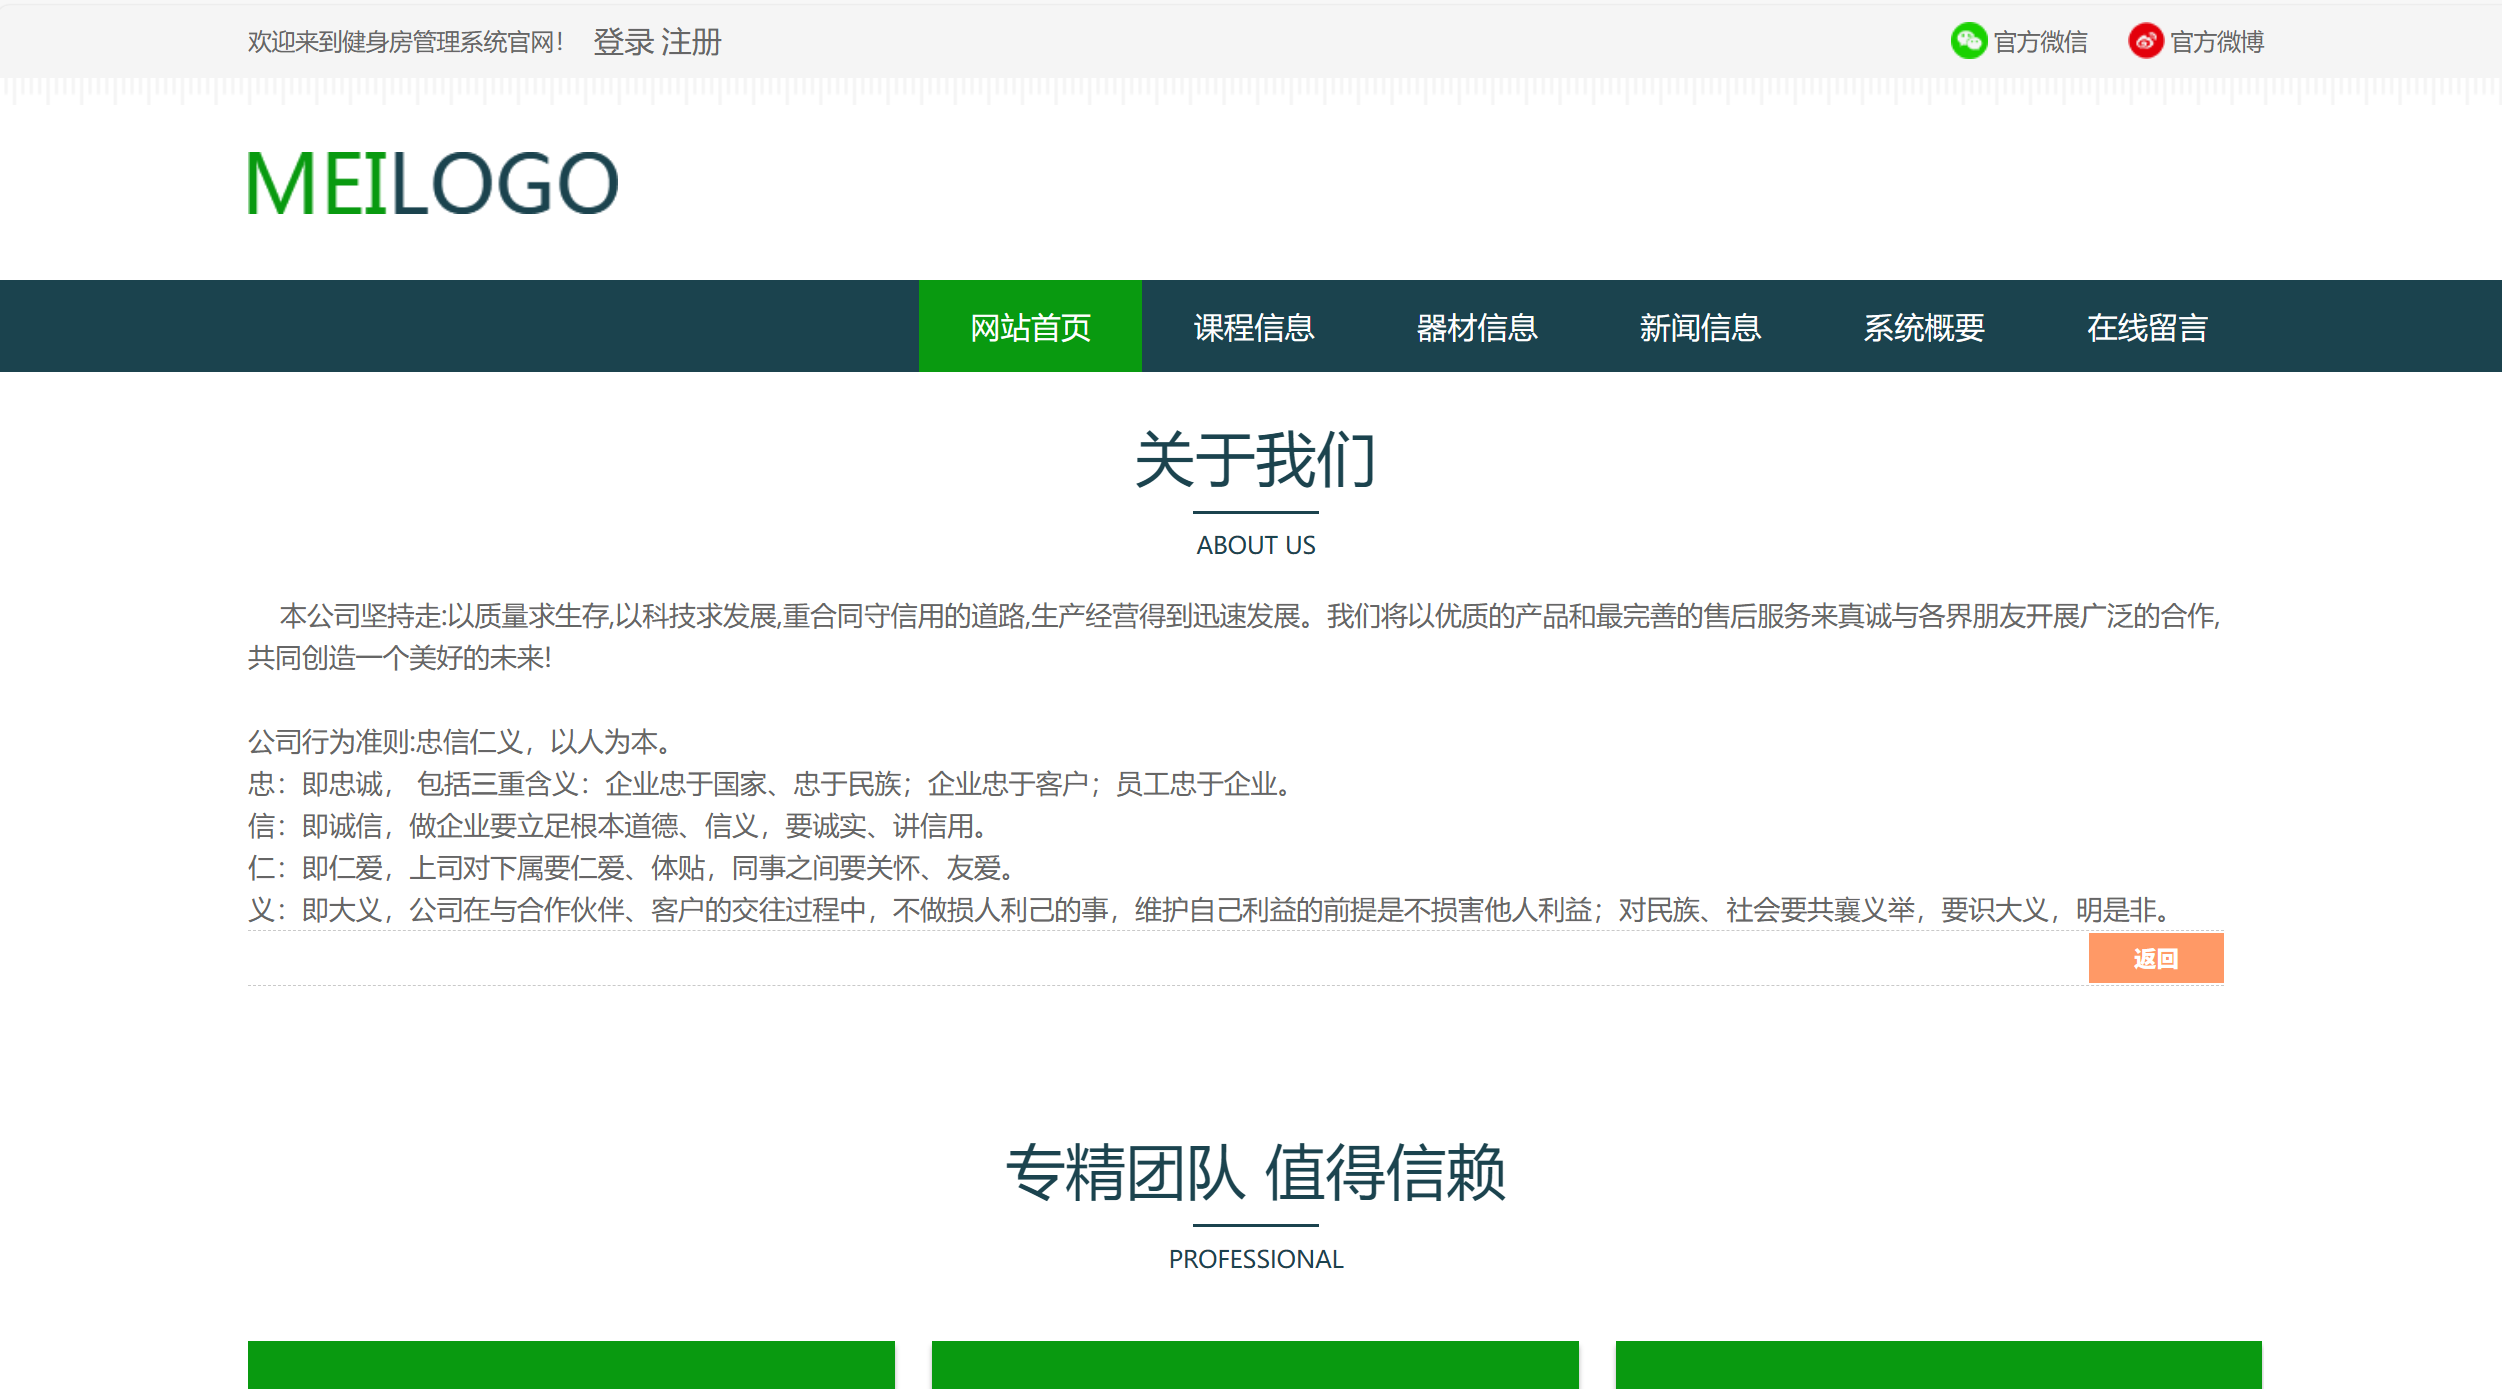 欢迎来到健身房管理系统官网！ 登录 注册 官方微信 官方微博
MEILOGO
网站首页 课程信息 器材信息 新闻信息 系统概要 在线留言
关于我们
ABOUT US
本公司坚持走:以质量求生存,以科技求发展,重合同守信用的道路,生产经营得到迅速发展。我们将以优质的产品和最完善的售后服务来真诚与各界朋友开展广泛的合作,
共同创造一个美好的未来!
公司行为准则:忠信仁义，以人为本。
忠：即忠诚， 包括三重含义：企业忠于国家、忠于民族；企业忠于客户；员工忠于企业。
信：即诚信，做企业要立足根本道德、信义，要诚实、讲信用。
仁：即仁爱，上司对下属要仁爱、体贴，同事之间要关怀、友爱。
义：即大义，公司在与合作伙伴、客户的交往过程中，不做损人利己的事，维护自己利益的前提是不损害他人利益；对民族、社会要共襄义举，要识大义，明是非。
返回
专精团队 值得信赖
PROFESSIONAL